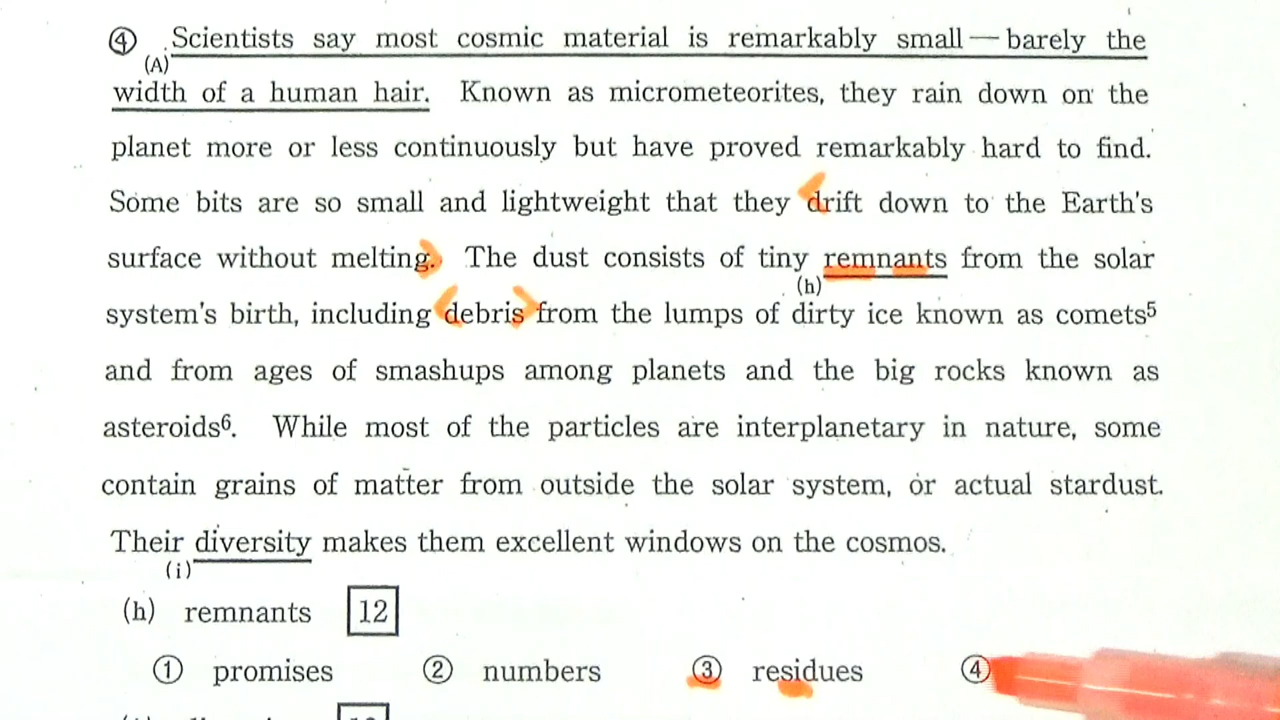 ④ Scientists say most cosmic material is remarkably small — barely the
(A)
width of a human hair. Known as micrometeorites, they rain down on the
planet more or less continuously but have proved remarkably hard to find.
Some bits are so small and lightweight that they drift down to the Earth's
surface without melting. The dust consists of tiny remnants from the solar
(h)
system's birth, including debris from the lumps of dirty ice known as comets⁵
and from ages of smashups among planets and the big rocks known as
asteroids⁶. While most of the particles are interplanetary in nature, some
contain grains of matter from outside the solar system, or actual stardust.
Their diversity makes them excellent windows on the cosmos.
(i)
(h) remnants 12
① promises ② numbers ③ residues ④